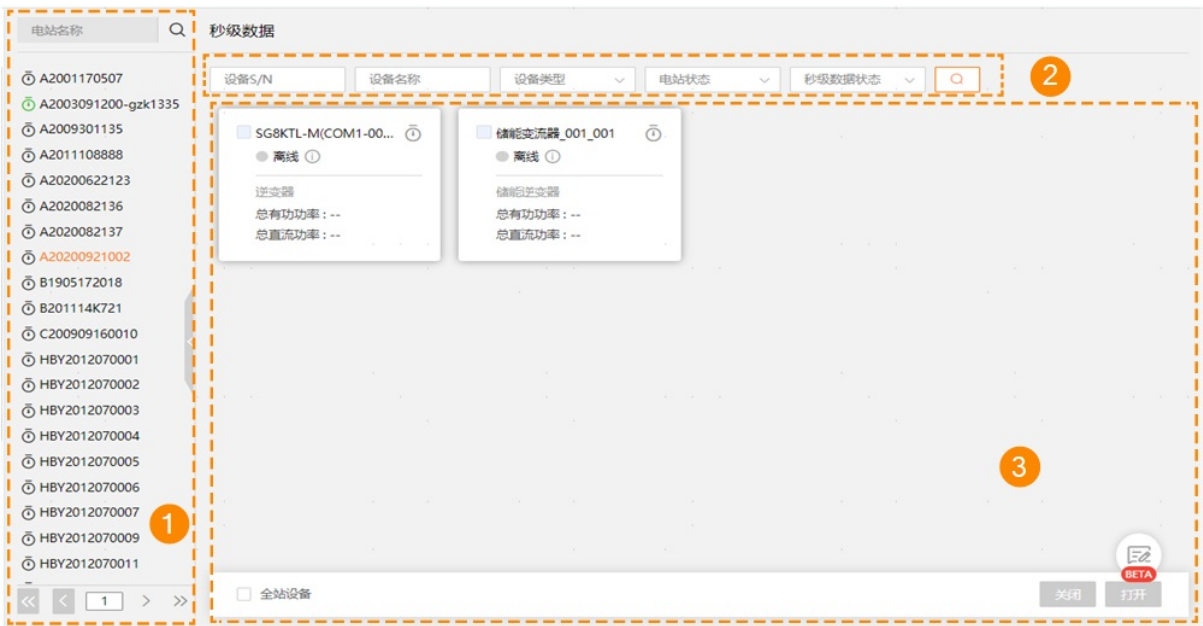 电站名称
A2001170507
A2003091200-gzk1335
A2009301135
A2011108888
A20200622123
A2020082136
A2020082137
A20200921002
B1905172018
B201114K721
C200909160010
HBY2012070001
HBY2012070002
HBY2012070003
HBY2012070004
HBY2012070005
HBY2012070006
HBY2012070007
HBY2012070009
HBY2012070011
1
1
秒级数据
设备S/N 设备名称 设备类型 电站状态 秒级数据状态
2
SG8KTL-M(COM1-00...
离线
逆变器
总有功功率：--
总直流功率：--
储能变流器_001_001
离线
储能逆变器
总有功功率：--
总直流功率：--
3
BETA
全站设备 关闭 打开